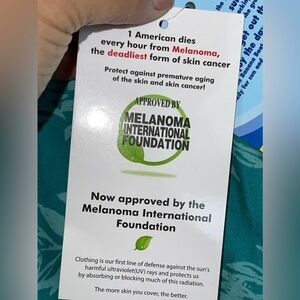 1 American dies
every hour from Melanoma,
the deadliest form of skin cancer
Protect against premature aging
of the skin and skin cancer!
APPROVED BY
MELANOMA
INTERNATIONAL
FOUNDATION
Now approved by the
Melanoma International
Foundation
Clothing is our first line of defense against the sun's
harmful ultraviolet(UV) rays and protects us
by absorbing or blocking much of this radiation.
The more skin you cover, the better.